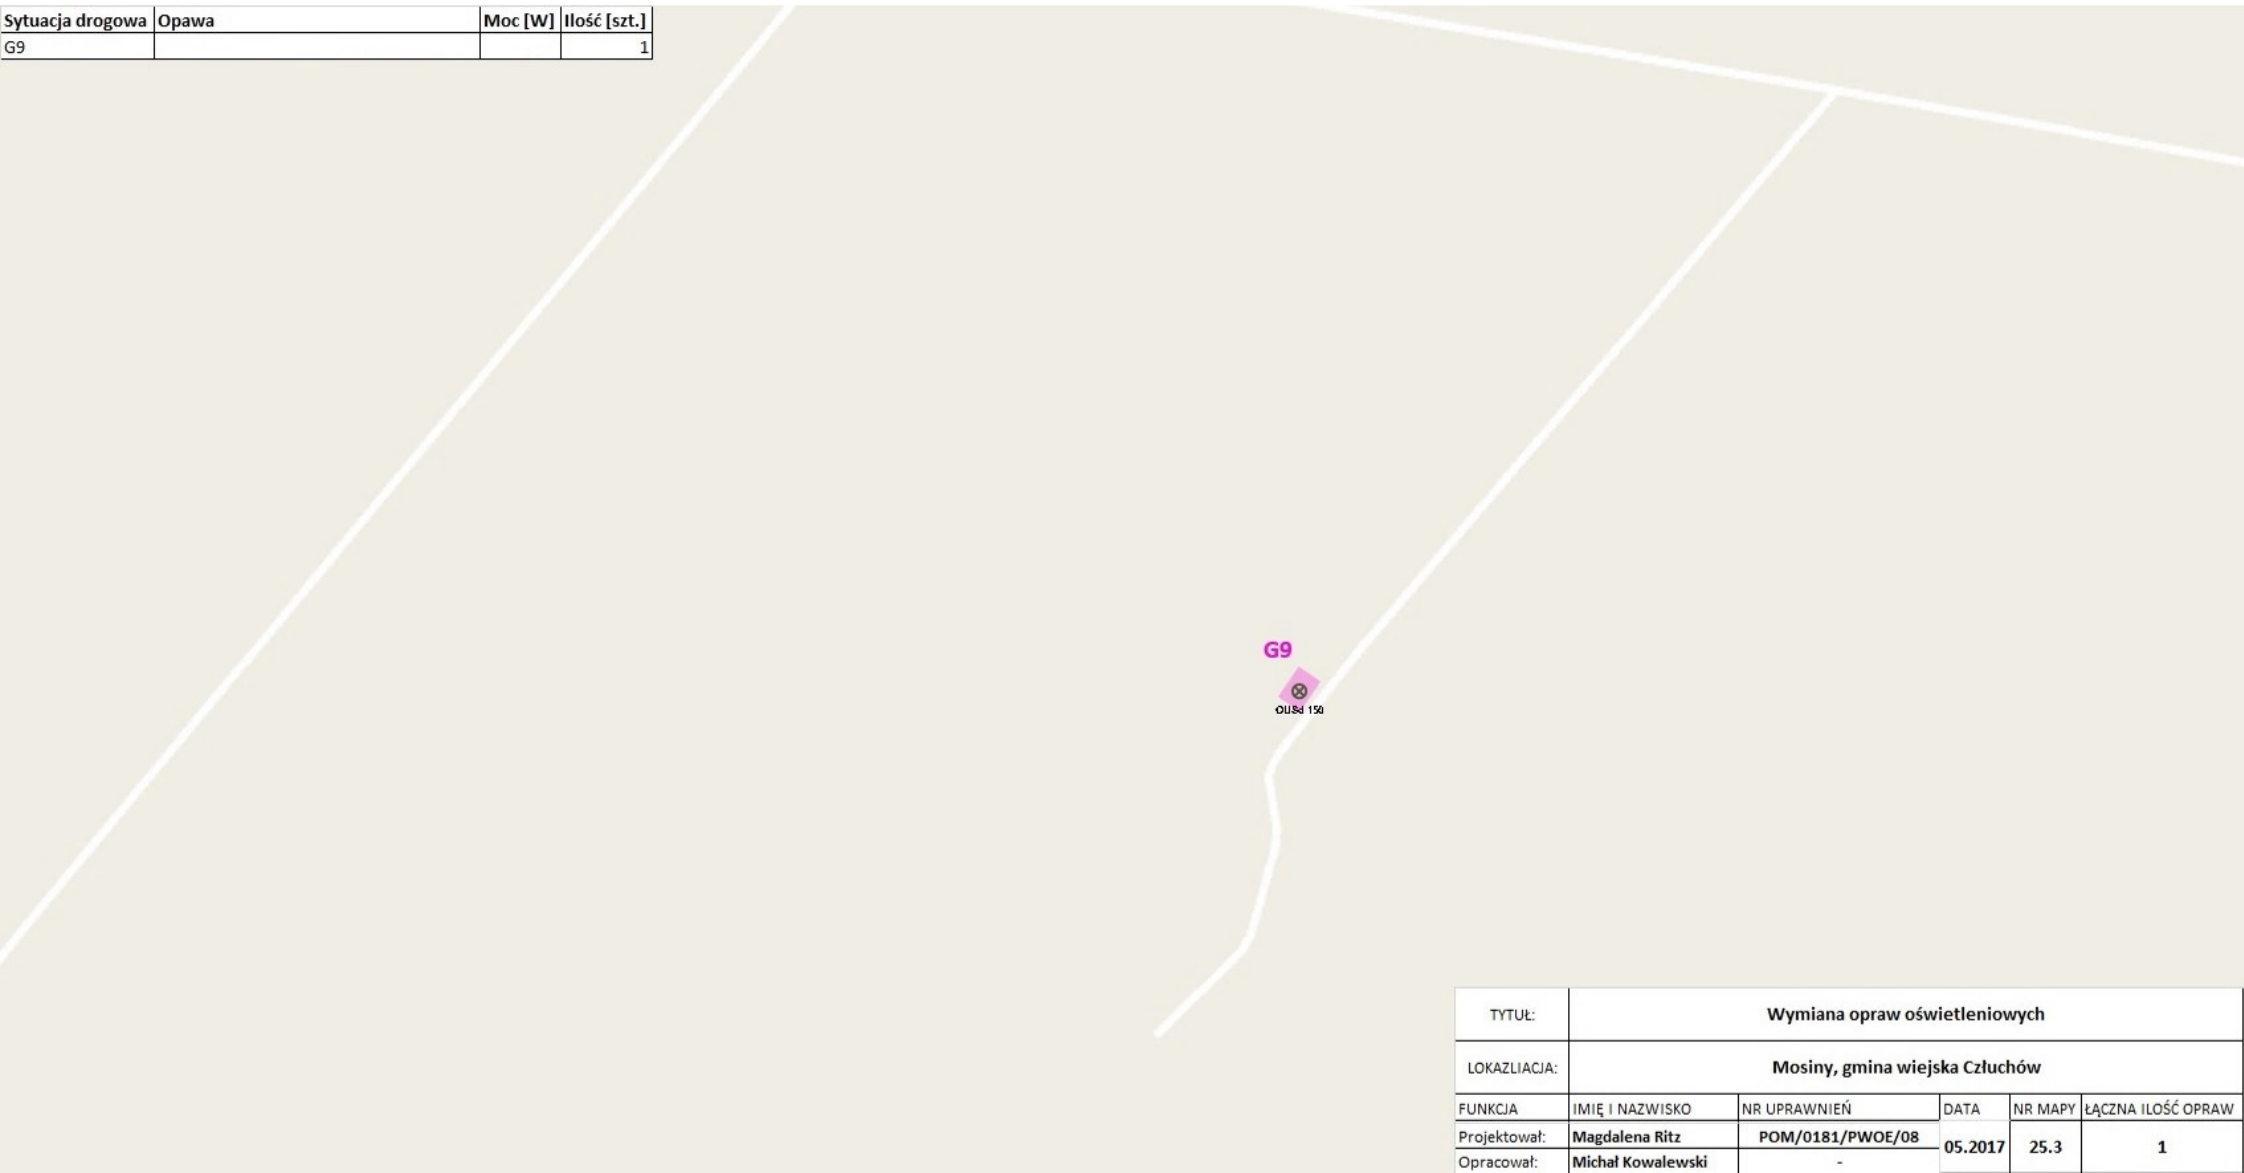 Sytuacja drogowa Opawa Moc [W] Ilość [szt.]
G9 1
G9
OUSd 150
TYTUŁ: Wymiana opraw oświetleniowych
LOKAZLIACJA: Mosiny, gmina wiejska Człuchów
FUNKCJA IMIĘ I NAZWISKO NR UPRAWNIEŃ DATA NR MAPY ŁĄCZNA ILOŚĆ OPRAW
Projektował: Magdalena Ritz POM/0181/PWOE/08 05.2017 25.3 1
Opracował: Michał Kowalewski -